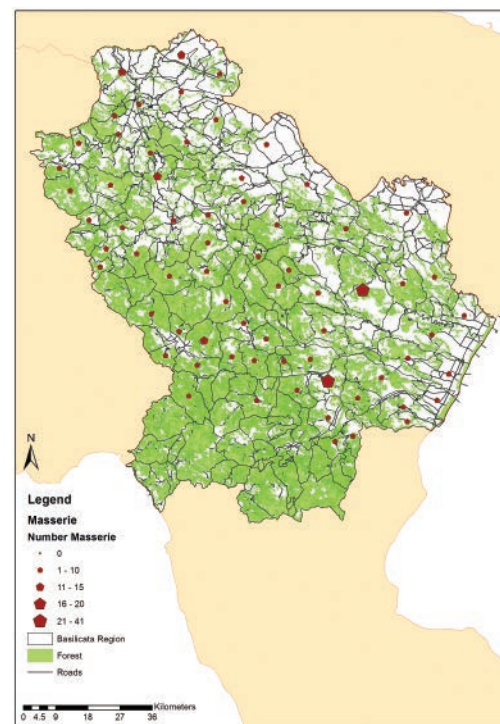 N
Legend
Masserie
Number Masserie
0
1 - 10
11 - 15
16 - 20
21 - 41
Basilicata Region
Forest
Roads
Kilometers
0 4.5 9 18 27 36